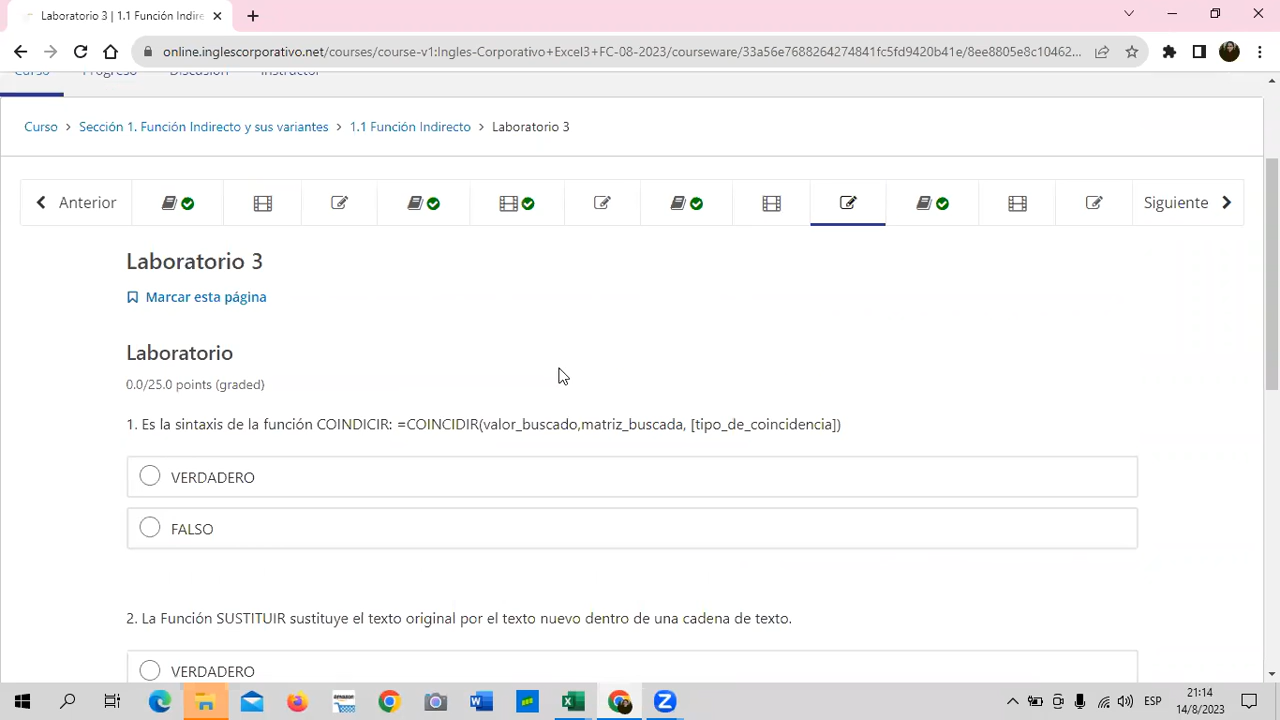 Laboratorio 3 | 1.1 Función Indire
online.inglescorporativo.net/courses/course-v1:Ingles-Corporativo+Excel3+FC-08-2023/courseware/33a56e7688264274841fc5fd9420b41e/8ee8805e8c10462...
Curso Progreso Discusión Instructor
Curso > Sección 1. Función Indirecto y sus variantes > 1.1 Función Indirecto > Laboratorio 3
Anterior Siguiente
Laboratorio 3
Marcar esta página
Laboratorio
0.0/25.0 points (graded)
1. Es la sintaxis de la función COINDICIR: =COINCIDIR(valor_buscado,matriz_buscada, [tipo_de_coincidencia])
VERDADERO
FALSO
2. La Función SUSTITUIR sustituye el texto original por el texto nuevo dentro de una cadena de texto.
VERDADERO
ESP
21:14
14/8/2023